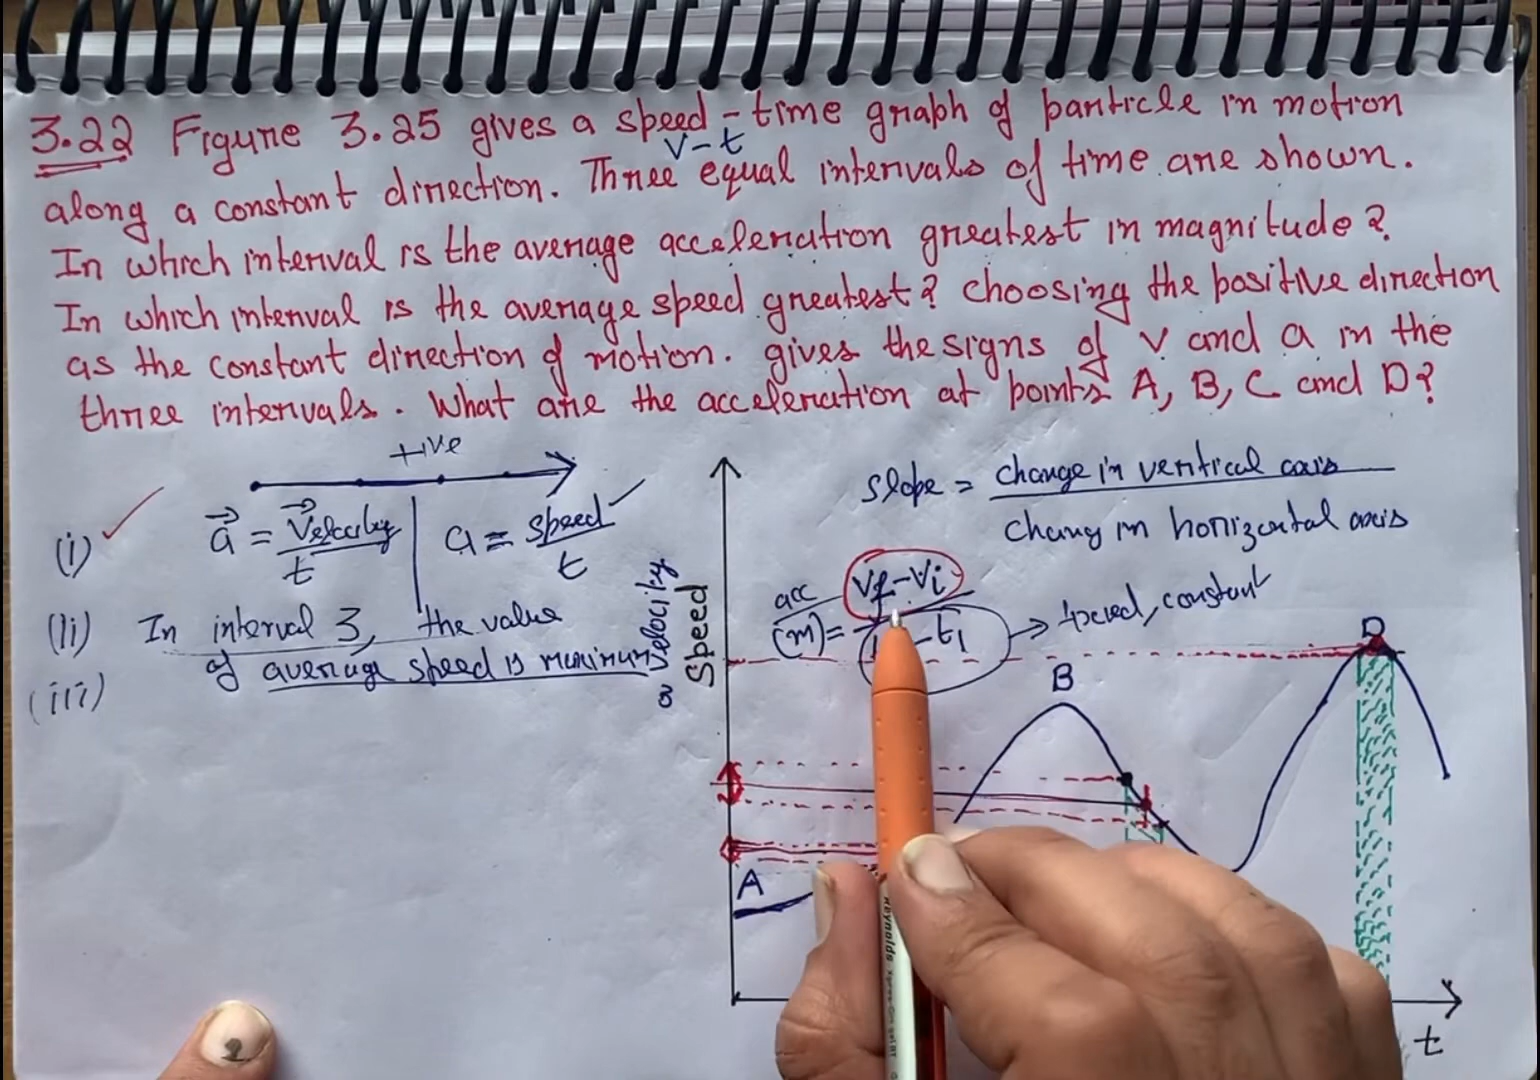 3.22 Figure 3.25 gives a speed-time graph of particle in motion
v-t
along a constant direction. Three equal intervals of time are shown.
In which interval is the average acceleration greatest in magnitude?
In which interval is the average speed greatest? choosing the positive direction
as the constant direction of motion. gives the signs of v and a in the
three intervals. What are the acceleration at points A, B, C and D?
+ve
(i) a = Velocity / t
a = speed / t
(ii) In interval 3, the value
of average speed is
(iii)
slope = change in vertical axis
Change in horizontal axis
acc (m) = vf - vi
- t1
constant
Speed
Velocity
A
B
D
t
Reynolds